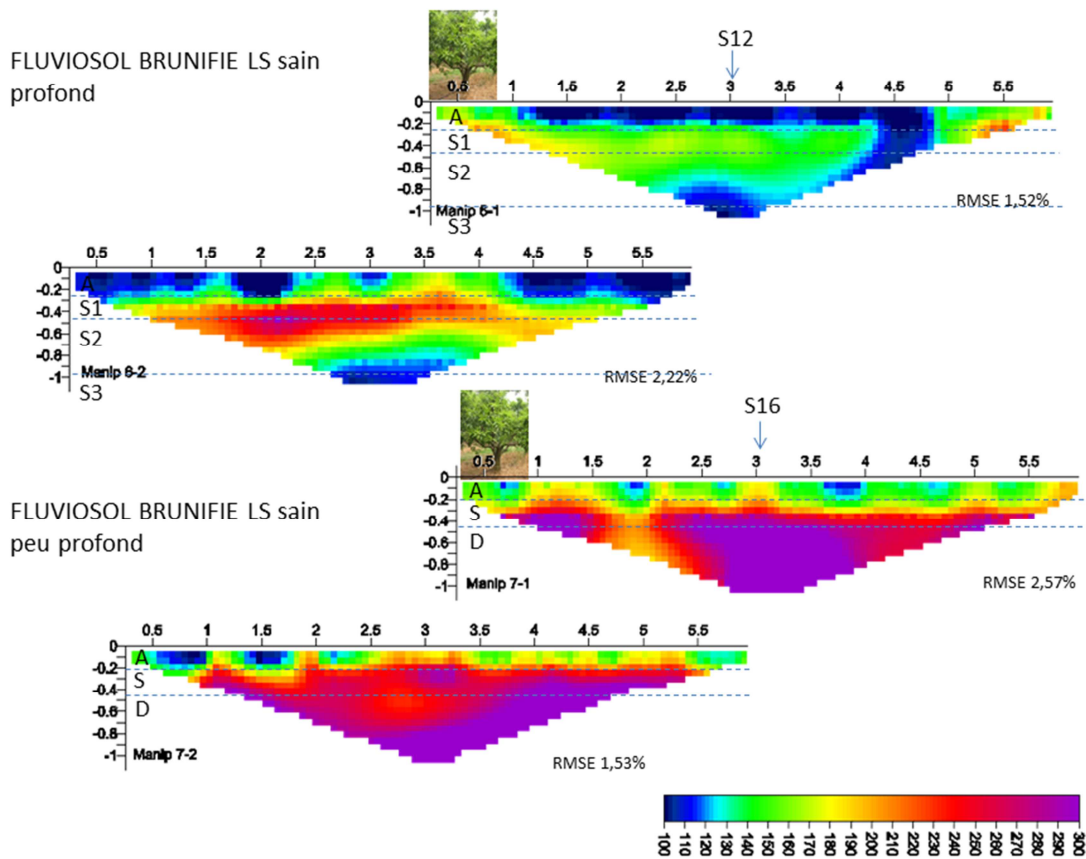 FLUVIOSOL BRUNIFIE LS sain
profond
S12
0.5 1 1.5 2 2.5 3 3.5 4 4.5 5 5.5
0
-0.2
-0.4
-0.6
-0.8
-1
A
S1
S2
S3
Manip 6-1
RMSE 1,52%
0.5 1 1.5 2 2.5 3 3.5 4 4.5 5 5.5
0
-0.2
-0.4
-0.6
-0.8
-1
A
S1
S2
S3
Manip 6-2
RMSE 2,22%
FLUVIOSOL BRUNIFIE LS sain
peu profond
S16
0.5 1 1.5 2 2.5 3 3.5 4 4.5 5 5.5
0
-0.2
-0.4
-0.6
-0.8
-1
A
S
D
Manip 7-1
RMSE 2,57%
0.5 1 1.5 2 2.5 3 3.5 4 4.5 5 5.5
0
-0.2
-0.4
-0.6
-0.8
-1
A
S
D
Manip 7-2
RMSE 1,53%
100 110 120 130 140 150 160 170 180 190 200 210 220 230 240 250 260 270 280 290 300